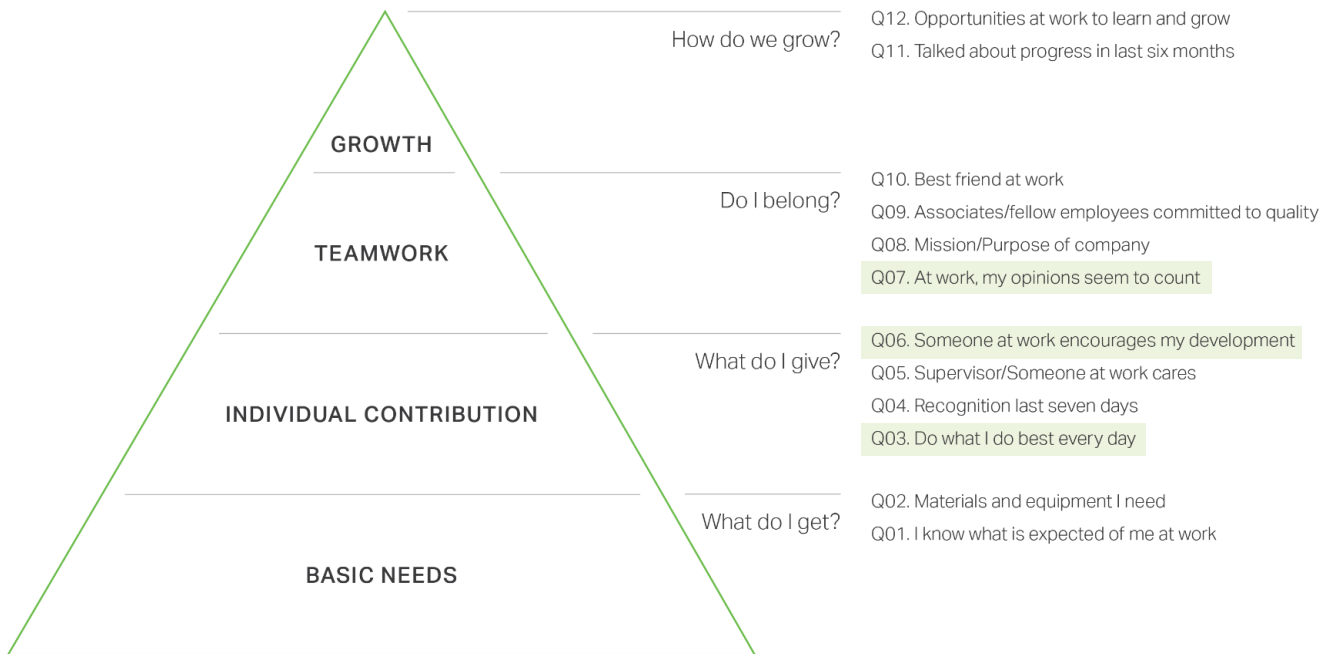 How do we grow?
Q12. Opportunities at work to learn and grow
Q11. Talked about progress in last six months
GROWTH
Do I belong?
Q10. Best friend at work
Q09. Associates/fellow employees committed to quality
Q08. Mission/Purpose of company
Q07. At work, my opinions seem to count
TEAMWORK
What do I give?
Q06. Someone at work encourages my development
Q05. Supervisor/Someone at work cares
Q04. Recognition last seven days
Q03. Do what I do best every day
INDIVIDUAL CONTRIBUTION
What do I get?
Q02. Materials and equipment I need
Q01. I know what is expected of me at work
BASIC NEEDS